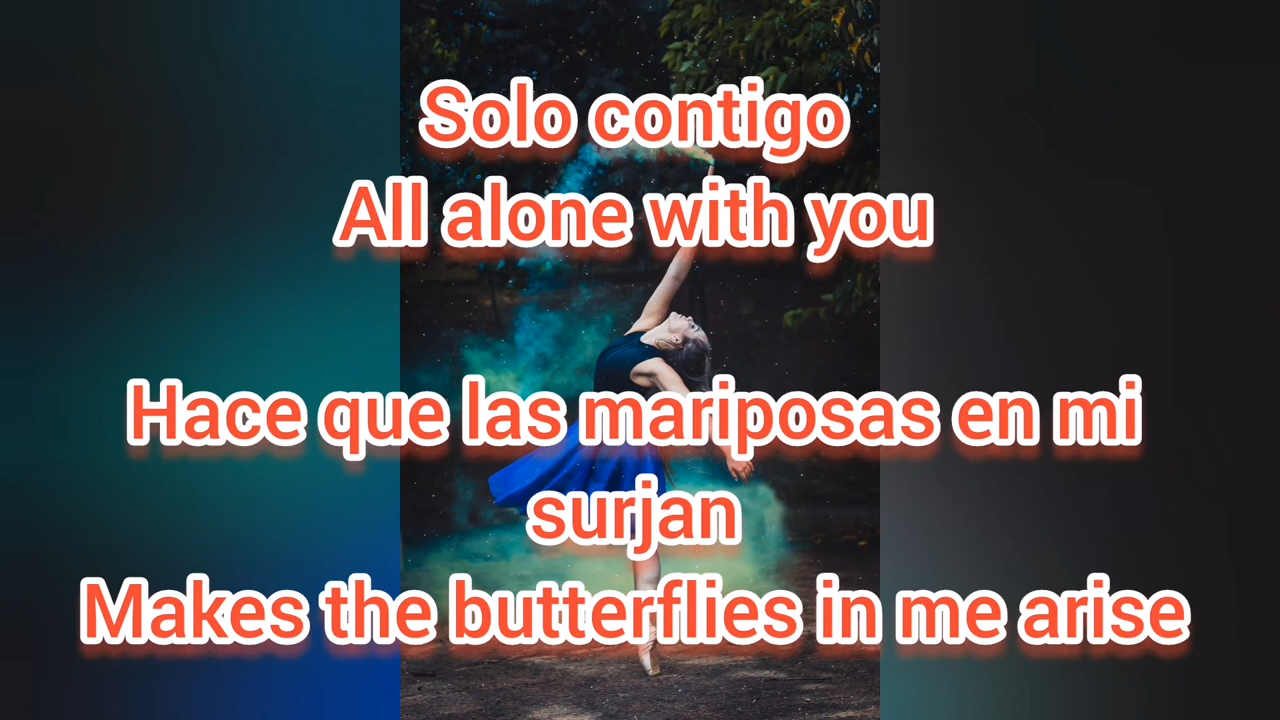 Solo contigo
All alone with you
Hace que las mariposas en mi
surjan
Makes the butterflies in me arise